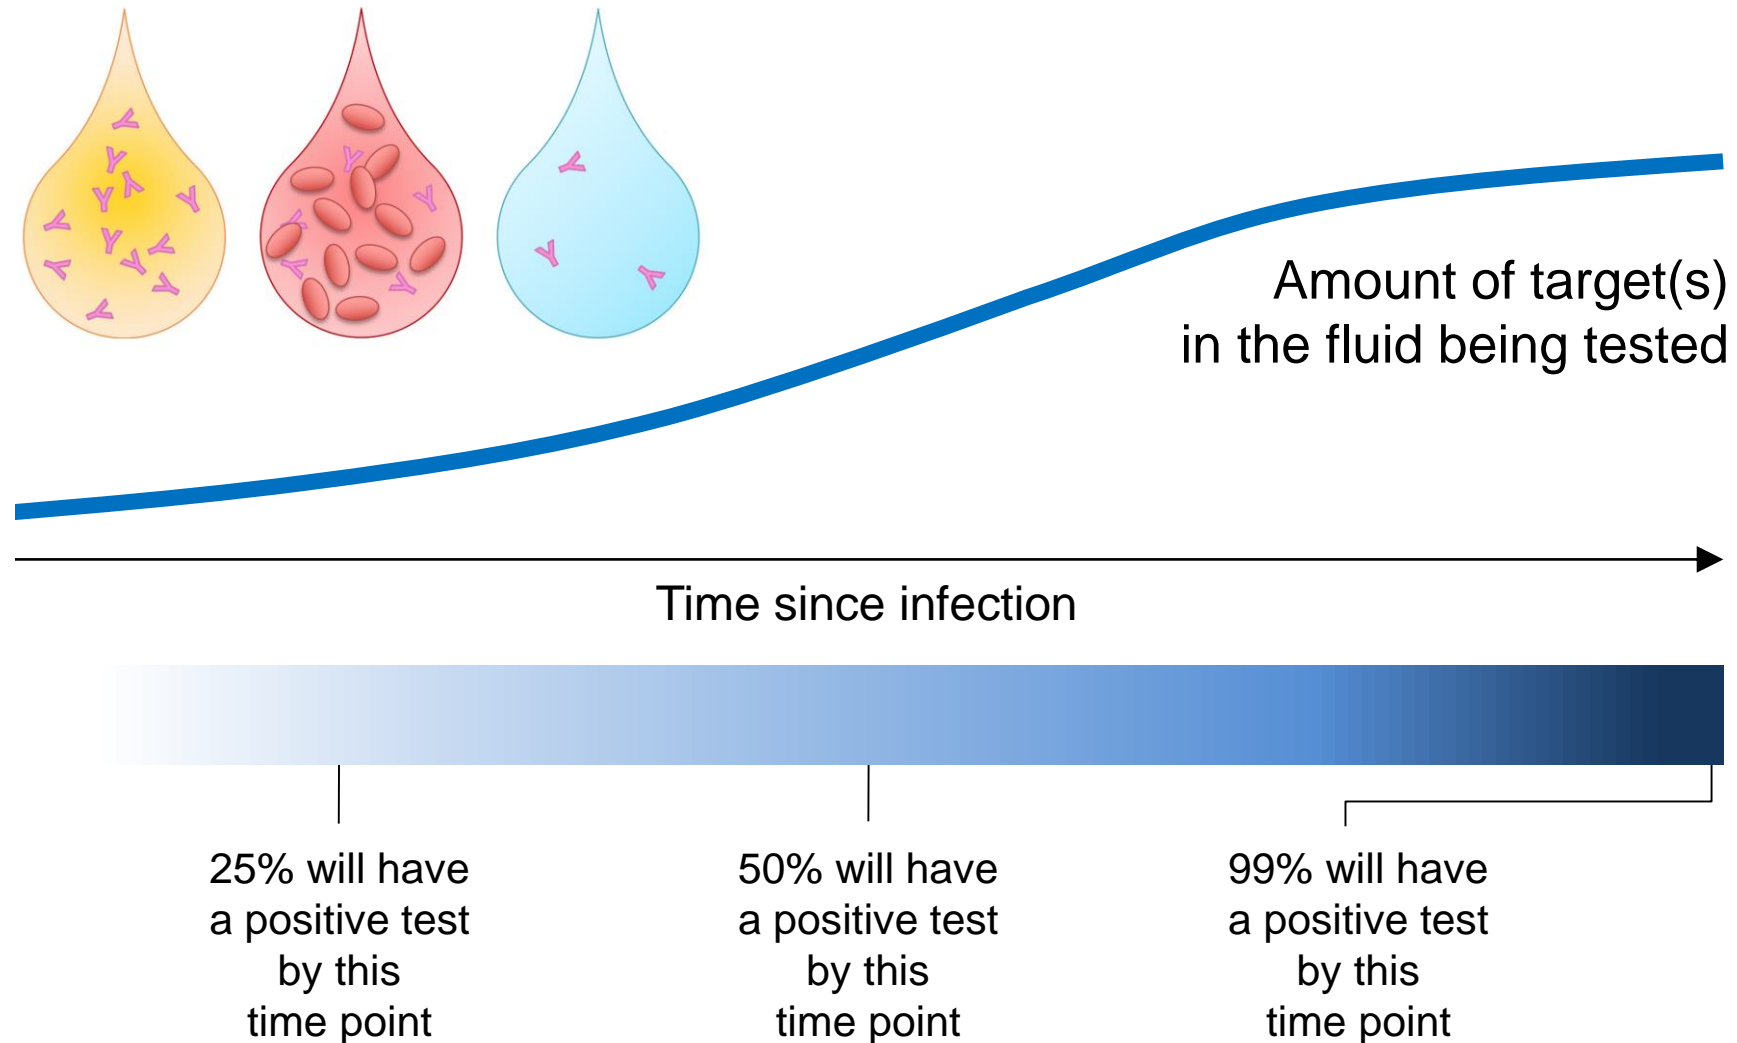 Amount of target(s)
in the fluid being tested
Time since infection
25% will have
a positive test
by this
time point
50% will have
a positive test
by this
time point
99% will have
a positive test
by this
time point